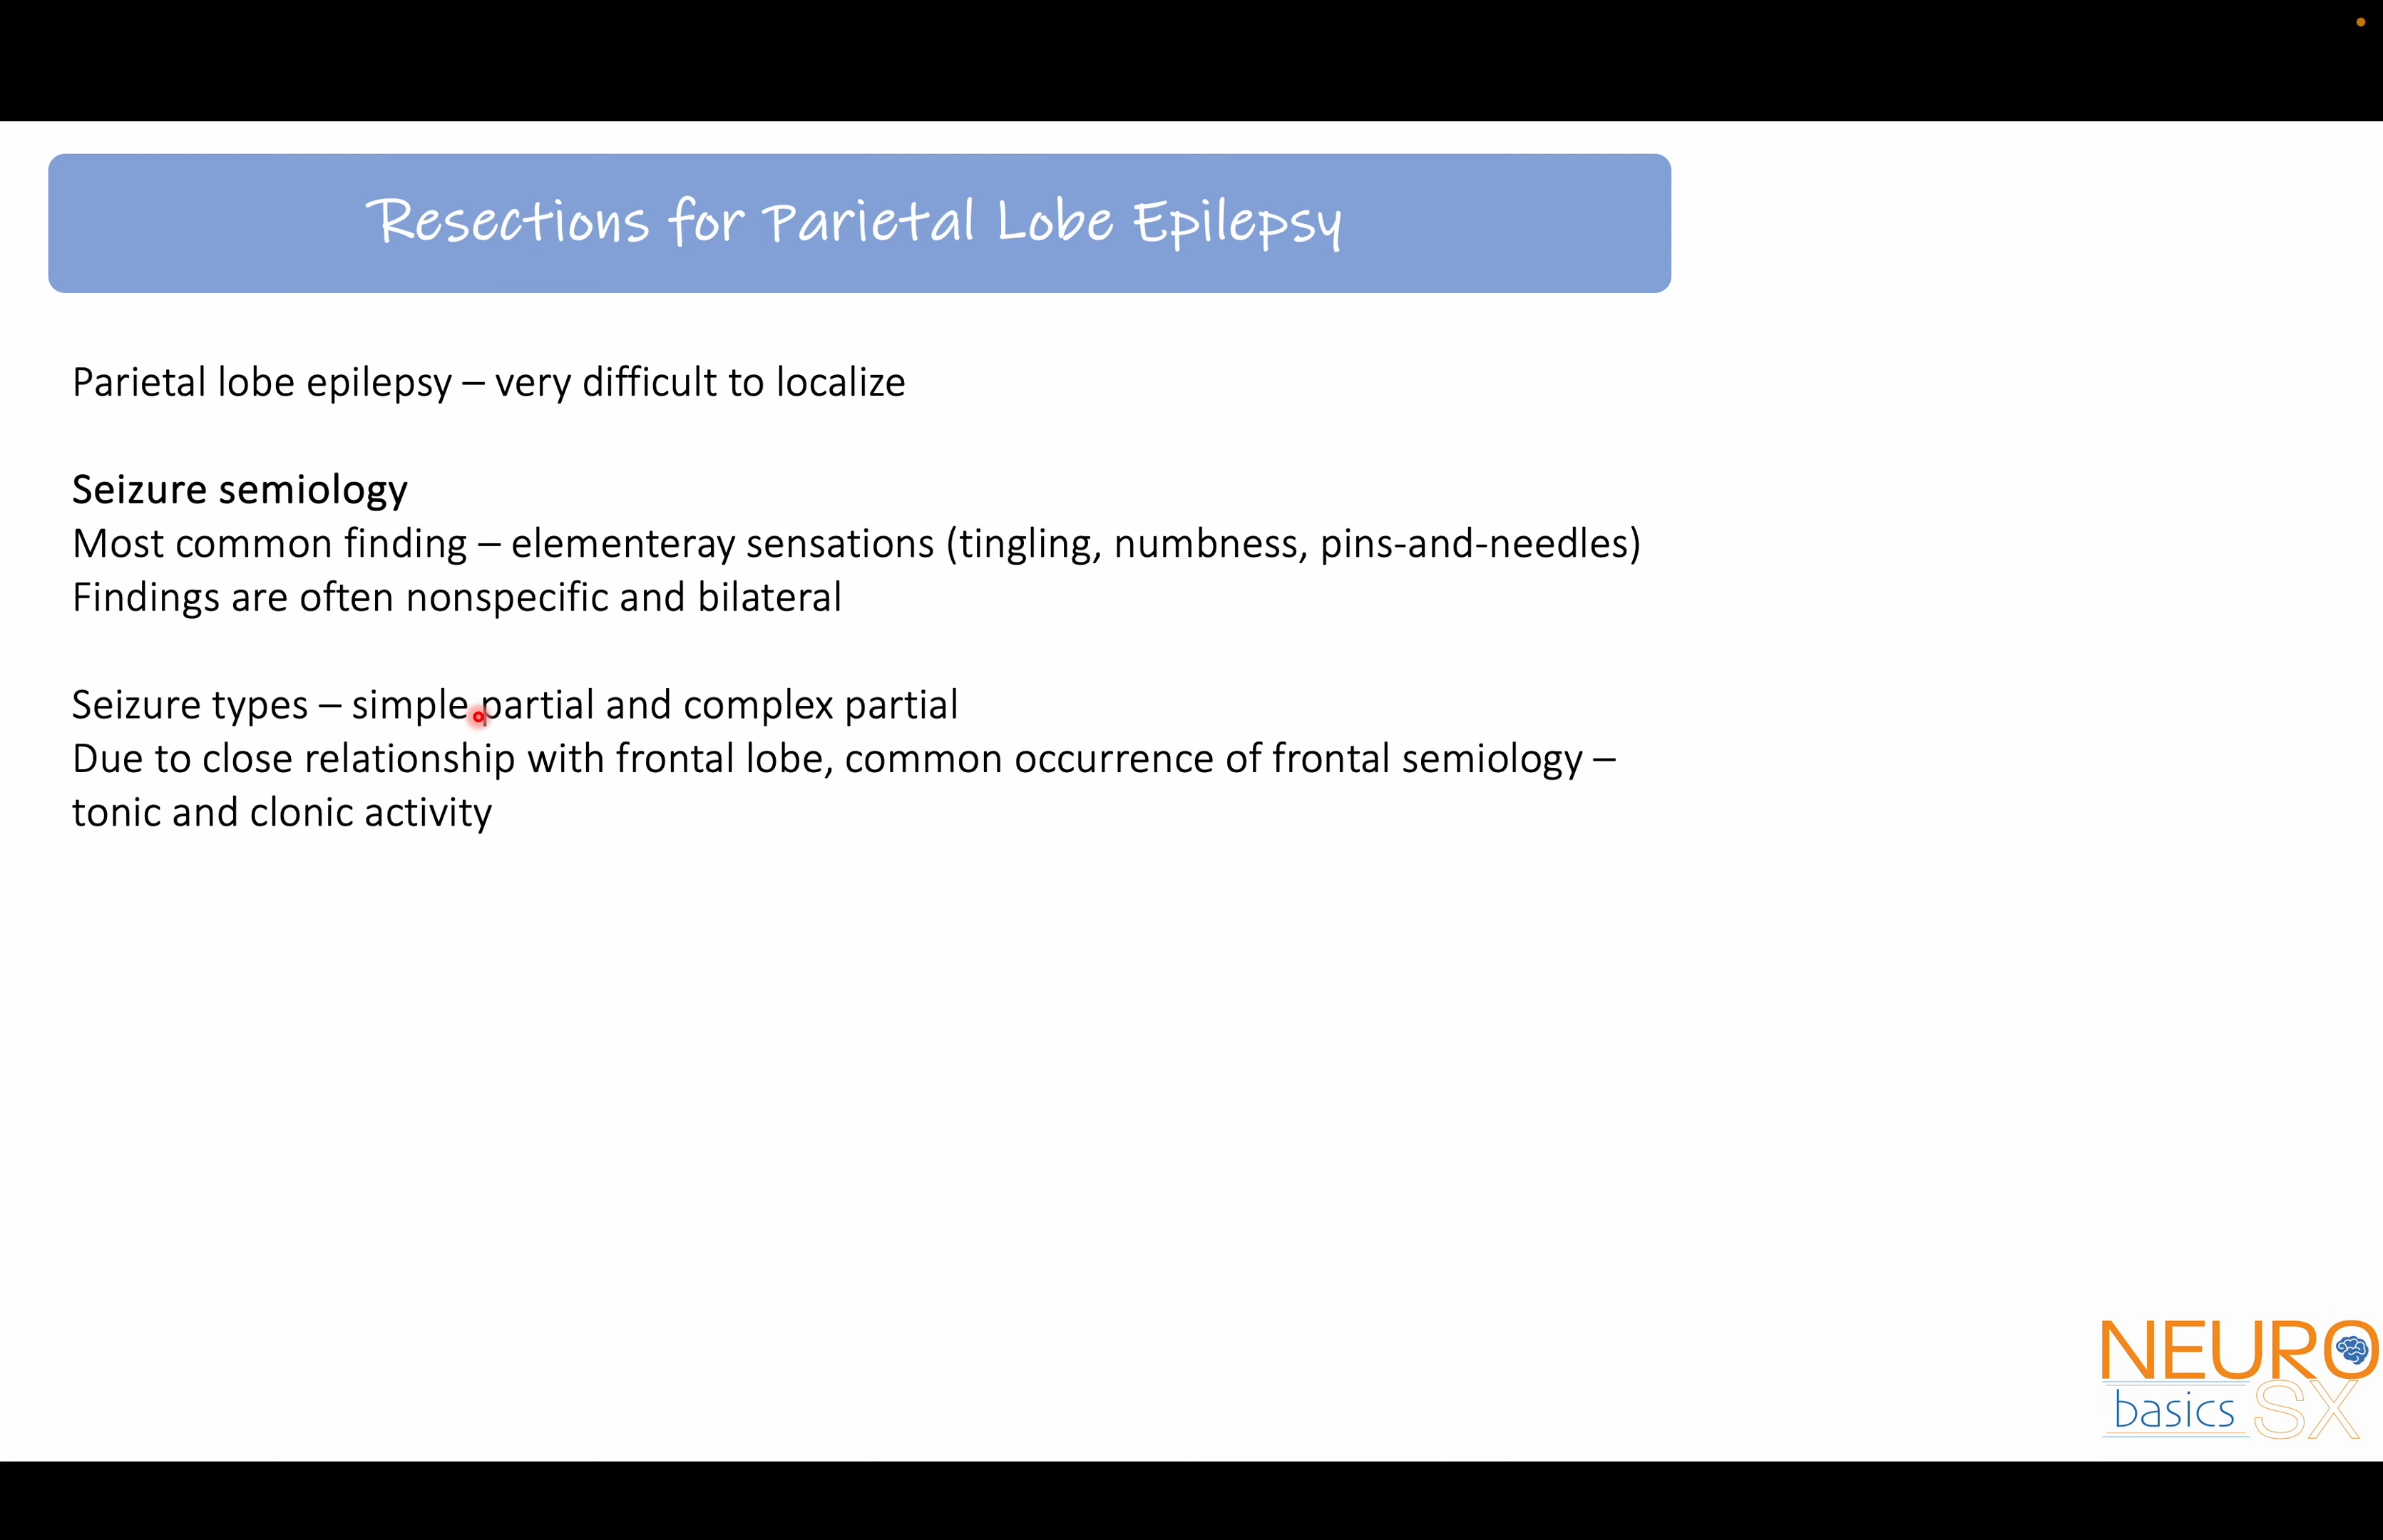 Resections for Parietal Lobe Epilepsy
Parietal lobe epilepsy – very difficult to localize
Seizure semiology
Most common finding – elementeray sensations (tingling, numbness, pins-and-needles)
Findings are often nonspecific and bilateral
Seizure types – simple partial and complex partial
Due to close relationship with frontal lobe, common occurrence of frontal semiology –
tonic and clonic activity
NEURO
basics SX